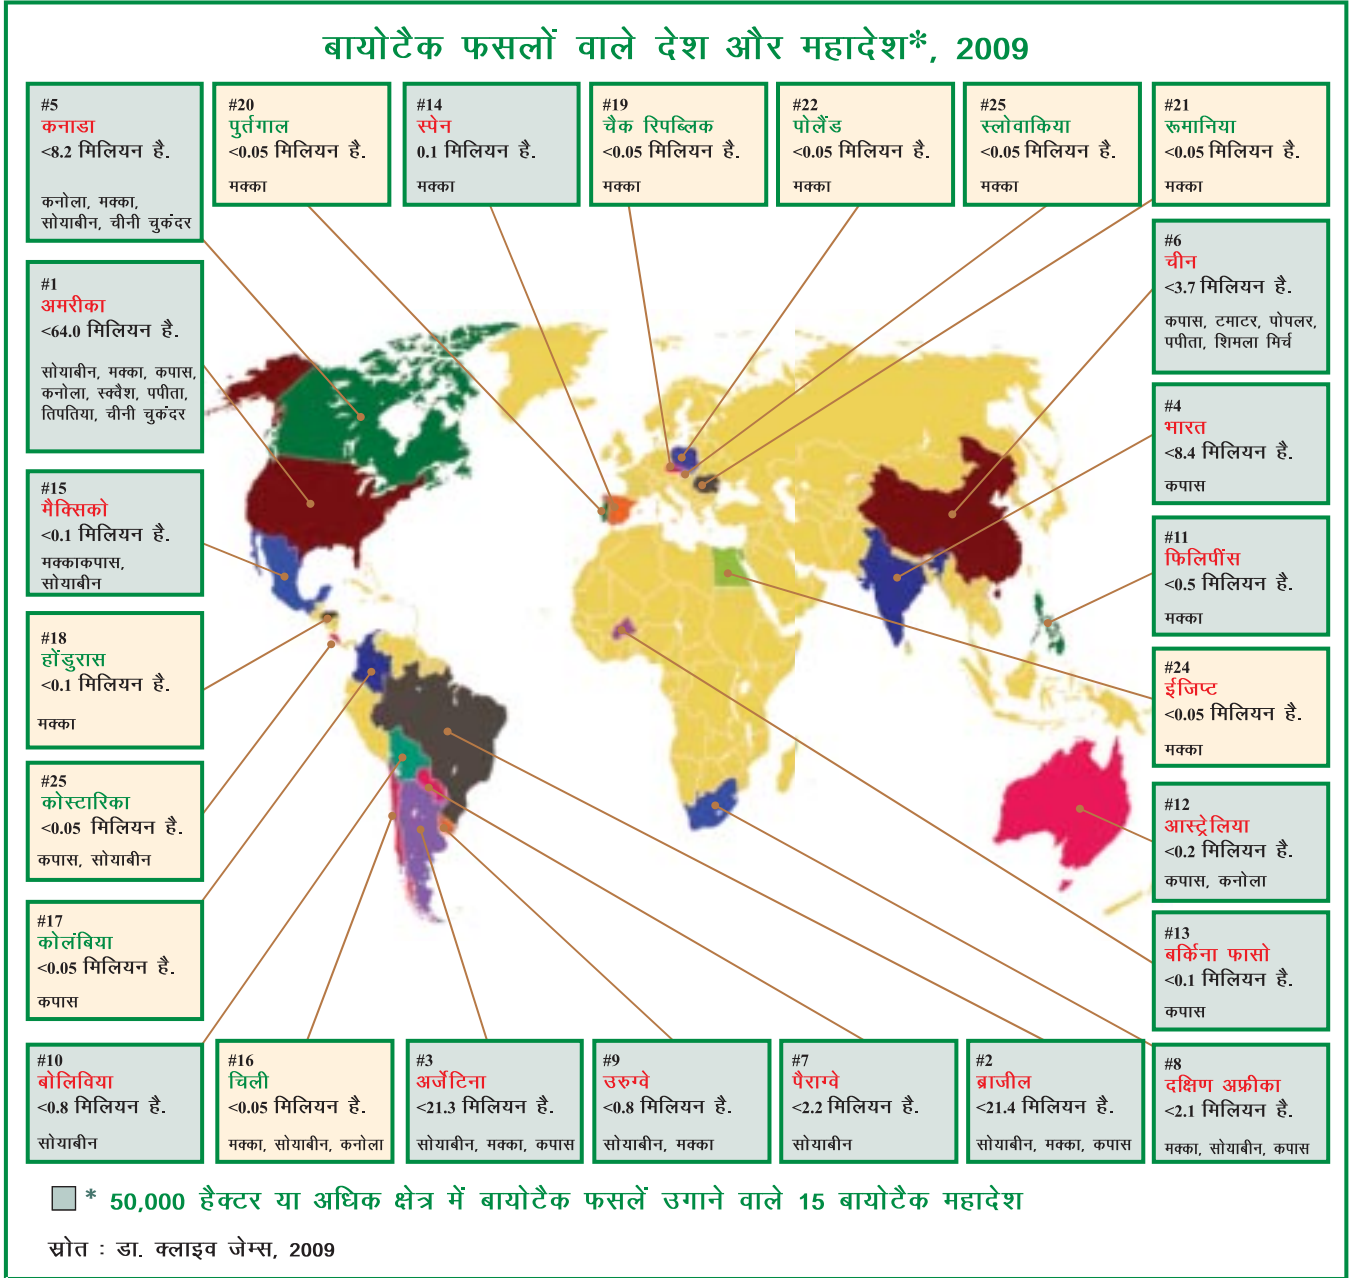 बायोटैक फसलों वाले देश और महादेश*, 2009
#5
कनाडा
<8.2 मिलियन है.
कनोला, मक्का,
सोयाबीन, चीनी चुकंदर
#20
पुर्तगाल
<0.05 मिलियन है.
मक्का
#14
स्पेन
0.1 मिलियन है.
मक्का
#19
चैक रिपब्लिक
<0.05 मिलियन है.
मक्का
#22
पोलैंड
<0.05 मिलियन है.
मक्का
#25
स्लोवाकिया
<0.05 मिलियन है.
मक्का
#21
रूमानिया
<0.05 मिलियन है.
मक्का
#1
अमरीका
<64.0 मिलियन है.
सोयाबीन, मक्का, कपास,
कनोला, स्क्वैश, पपीता,
तिपतिया, चीनी चुकंदर
#6
चीन
<3.7 मिलियन है.
कपास, टमाटर, पोपलर,
पपीता, शिमला मिर्च
#4
भारत
<8.4 मिलियन है.
कपास
#15
मैक्सिको
<0.1 मिलियन है.
मक्काकपास,
सोयाबीन
#11
फिलिपींस
<0.5 मिलियन है.
मक्का
#18
होंडुरास
<0.1 मिलियन है.
मक्का
#24
ईजिप्ट
<0.05 मिलियन है.
मक्का
#25
कोस्टारिका
<0.05 मिलियन है.
कपास, सोयाबीन
#12
आस्ट्रेलिया
<0.2 मिलियन है.
कपास, कनोला
#17
कोलंबिया
<0.05 मिलियन है.
कपास
#13
बर्किना फासो
<0.1 मिलियन है.
कपास
#10
बोलिविया
<0.8 मिलियन है.
सोयाबीन
#16
चिली
<0.05 मिलियन है.
मक्का, सोयाबीन, कनोला
#3
अर्जेटिना
<21.3 मिलियन है.
सोयाबीन, मक्का, कपास
#9
उरुग्वे
<0.8 मिलियन है.
सोयाबीन, मक्का
#7
पैराग्वे
<2.2 मिलियन है.
सोयाबीन
#2
ब्राजील
<21.4 मिलियन है.
सोयाबीन, मक्का, कपास
#8
दक्षिण अफ्रीका
<2.1 मिलियन है.
मक्का, सोयाबीन, कपास
* 50,000 हैक्टर या अधिक क्षेत्र में बायोटैक फसलें उगाने वाले 15 बायोटैक महादेश
स्रोत : डा. क्लाइव जेम्स, 2009